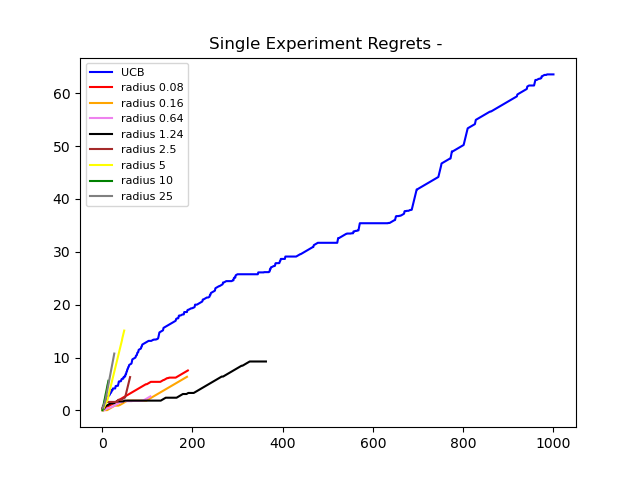 Single Experiment Regrets -
UCB
radius 0.08
radius 0.16
radius 0.64
radius 1.24
radius 2.5
radius 5
radius 10
radius 25
60
50
40
30
20
10
0
0 200 400 600 800 1000